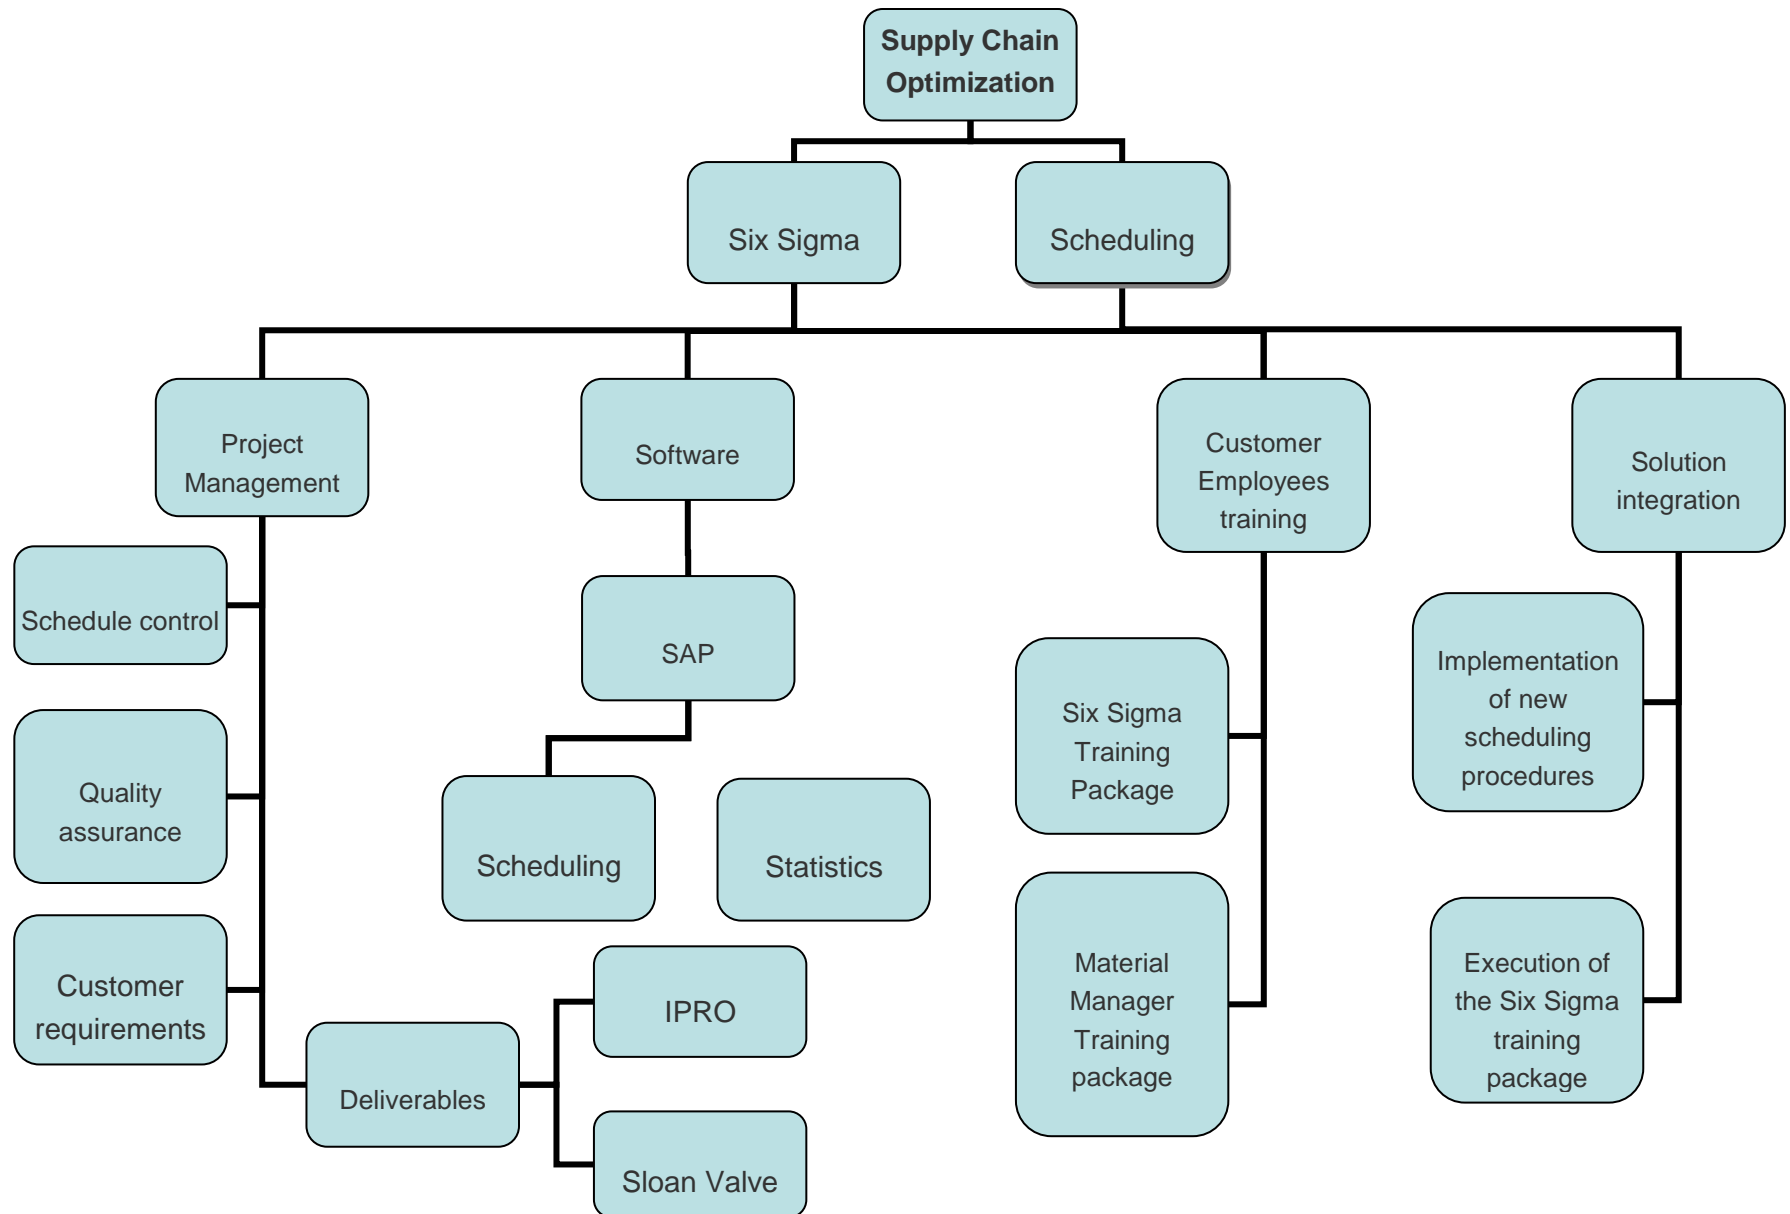 Supply Chain
Optimization
Six Sigma
Scheduling
Project
Management
Software
Customer
Employees
training
Solution
integration
Schedule control
SAP
Six Sigma
Training
Package
Implementation
of new
scheduling
procedures
Quality
assurance
Scheduling
Statistics
Customer
requirements
IPRO
Material
Manager
Training
package
Execution of
the Six Sigma
training
package
Deliverables
Sloan Valve